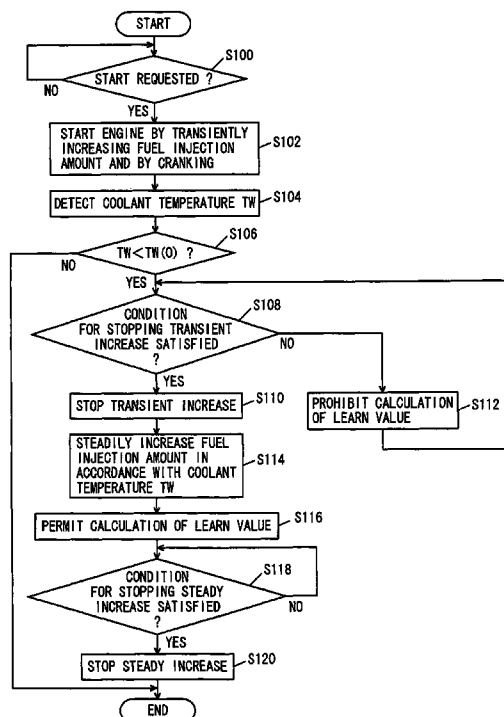 START
S100
START REQUESTED ?
NO
YES
START ENGINE BY TRANSIENTLY
INCREASING FUEL INJECTION
AMOUNT AND BY CRANKING
S102
DETECT COOLANT TEMPERATURE TW
S104
S106
TW<TW(0) ?
NO
YES
S108
CONDITION
FOR STOPPING TRANSIENT
INCREASE SATISFIED
?
NO
YES
STOP TRANSIENT INCREASE
S110
PROHIBIT CALCULATION
OF LEARN VALUE
S112
STEADILY INCREASE FUEL
INJECTION AMOUNT IN
ACCORDANCE WITH COOLANT
TEMPERATURE TW
S114
PERMIT CALCULATION OF LEARN VALUE
S116
S118
CONDITION
FOR STOPPING STEADY
INCREASE SATISFIED
?
NO
YES
STOP STEADY INCREASE
S120
END